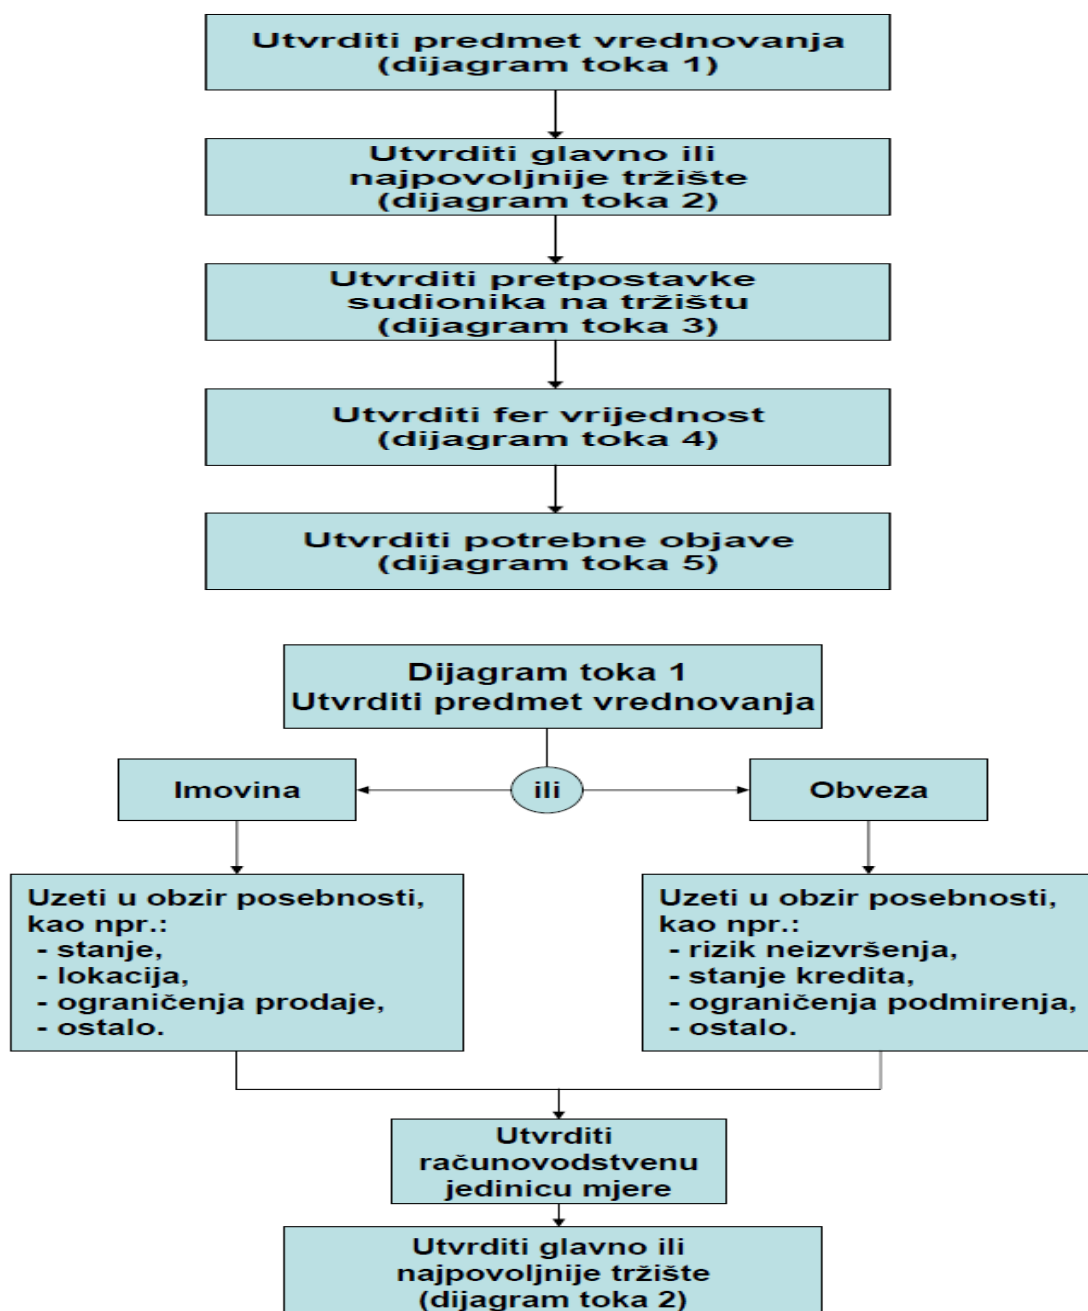 Utvrditi predmet vrednovanja
(dijagram toka 1)
Utvrditi glavno ili
najpovoljnije tržište
(dijagram toka 2)
Utvrditi pretpostavke
sudionika na tržištu
(dijagram toka 3)
Utvrditi fer vrijednost
(dijagram toka 4)
Utvrditi potrebne objave
(dijagram toka 5)
Dijagram toka 1
Utvrditi predmet vrednovanja
Imovina
ili
Obveza
Uzeti u obzir posebnosti,
kao npr.:
- stanje,
- lokacija,
- ograničenja prodaje,
- ostalo.
Uzeti u obzir posebnosti,
kao npr.:
- rizik neizvršenja,
- stanje kredita,
- ograničenja podmirenja,
- ostalo.
Utvrditi
računovodstvenu
jedinicu mjere
Utvrditi glavno ili
najpovoljnije tržište
(dijagram toka 2)